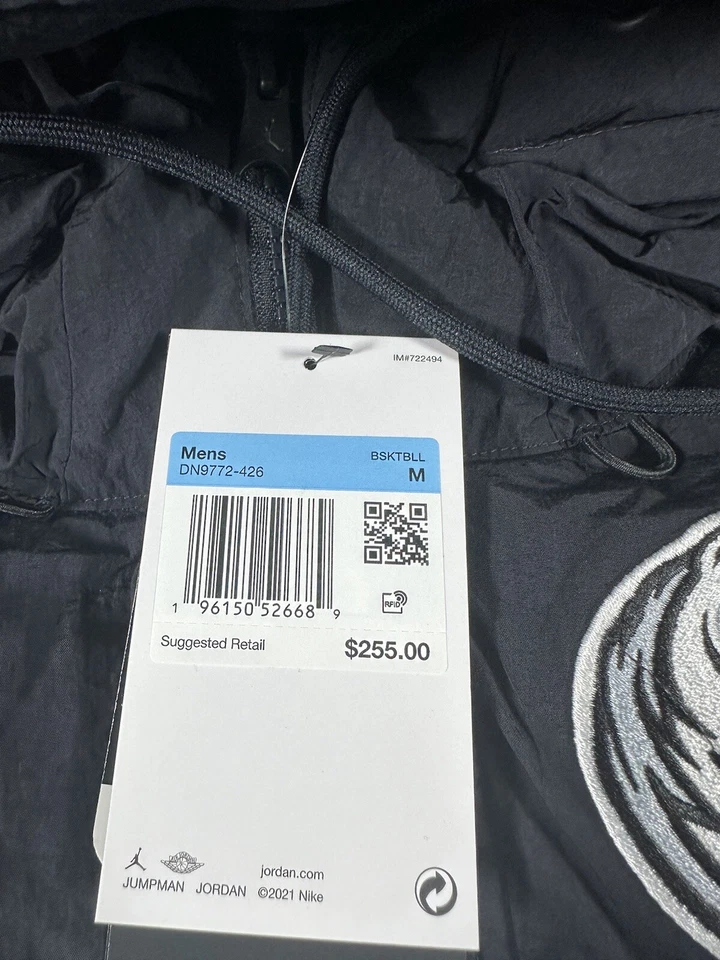 IM#722494
Mens BSKTBLL
DN9772-426 M
1 96150 52668 9
RFID
Suggested Retail $255.00
jordan.com
JUMPMAN JORDAN ©2021 Nike